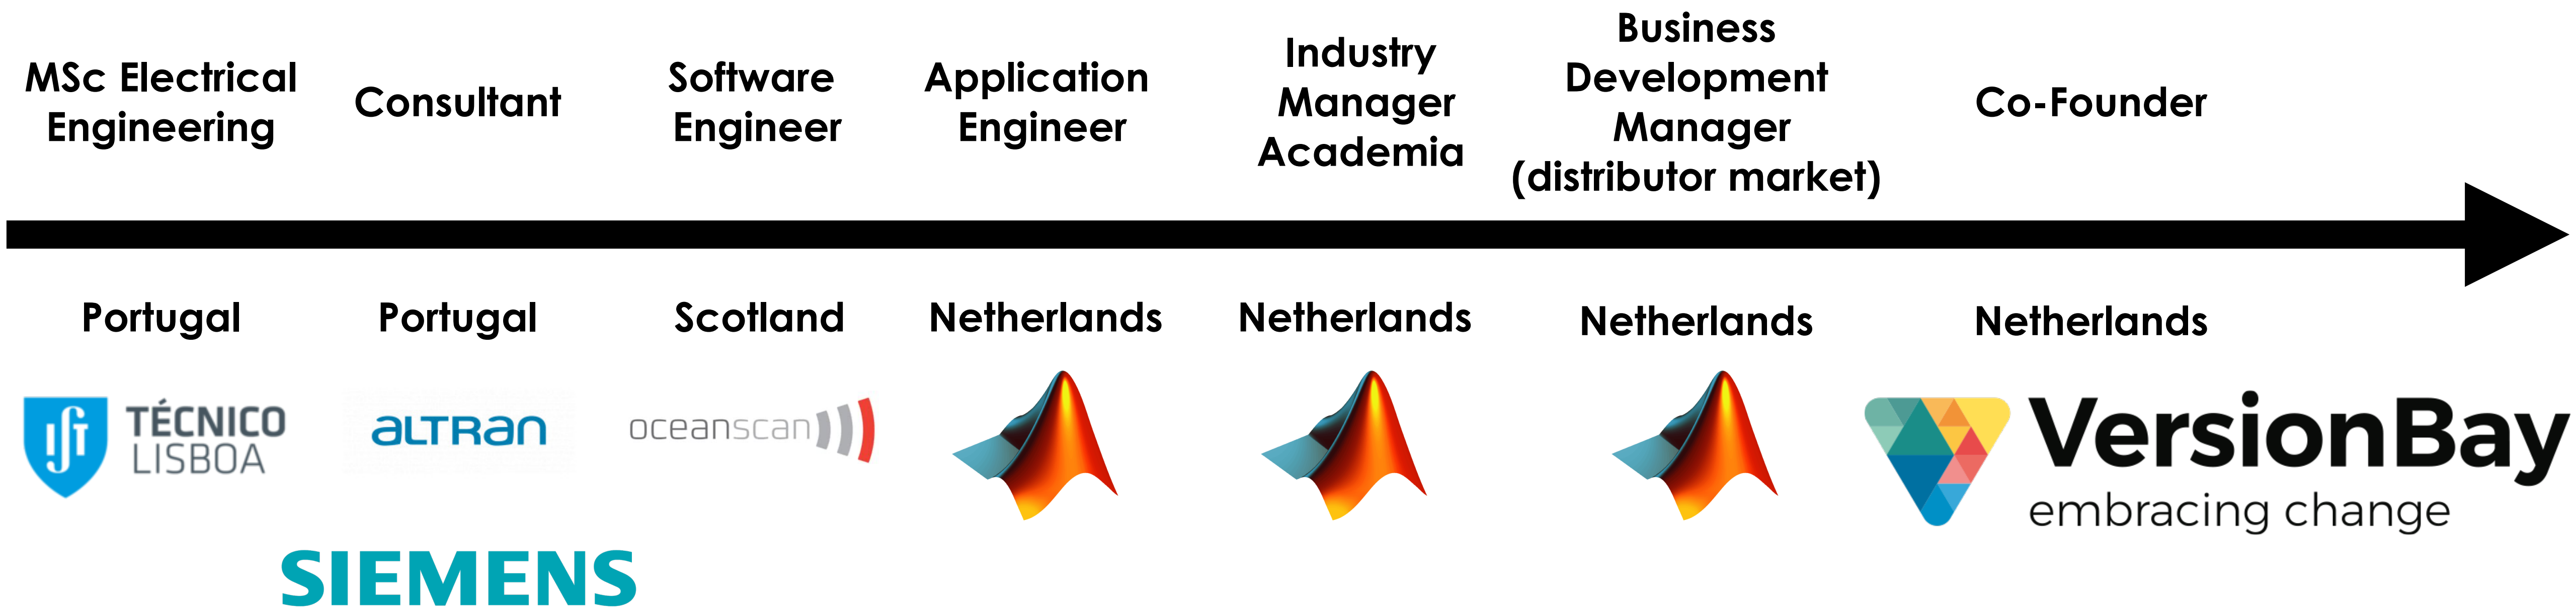 MSc Electrical
Engineering
Consultant
Software
Engineer
Application
Engineer
Industry
Manager
Academia
Business
Development
Manager
(distributor market)
Co-Founder
Portugal
Portugal
Scotland
Netherlands
Netherlands
Netherlands
Netherlands
TÉCNICO
LISBOA
ALTRAN
oceanscan
VersionBay
embracing change
SIEMENS